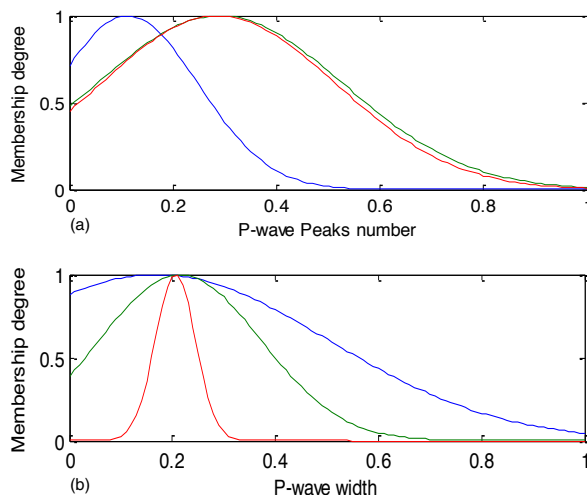 1
0.5
0
Membership degree
0 0.2 0.4 0.6 0.8 1
(a)
P-wave Peaks number
1
0.5
0
Membership degree
0 0.2 0.4 0.6 0.8 1
(b)
P-wave width